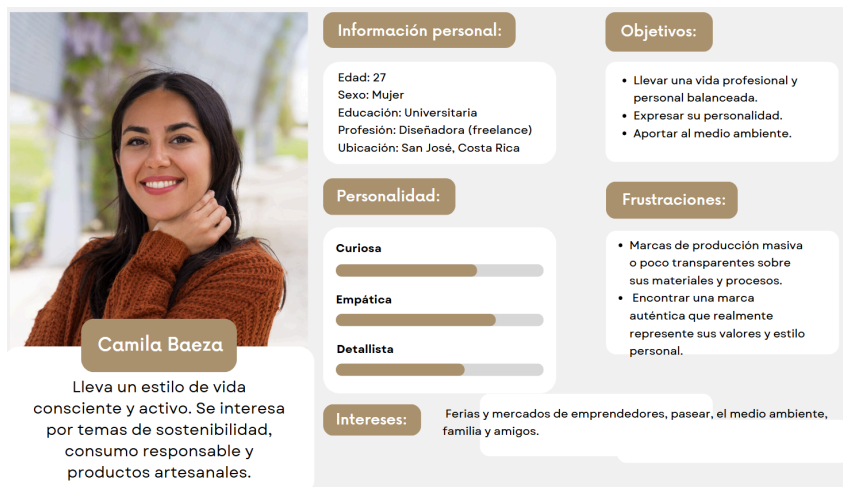 Camila Baeza
Lleva un estilo de vida
consciente y activo. Se interesa
por temas de sostenibilidad,
consumo responsable y
productos artesanales.
Información personal:
Edad: 27
Sexo: Mujer
Educación: Universitaria
Profesión: Diseñadora (freelance)
Ubicación: San José, Costa Rica
Personalidad:
Curiosa
Empática
Detallista
Objetivos:
• Llevar una vida profesional y
personal balanceada.
• Expresar su personalidad.
• Aportar al medio ambiente.
Frustraciones:
• Marcas de producción masiva
o poco transparentes sobre
sus materiales y procesos.
• Encontrar una marca
auténtica que realmente
represente sus valores y estilo
personal.
Intereses:
Ferias y mercados de emprendedores, pasear, el medio ambiente,
familia y amigos.